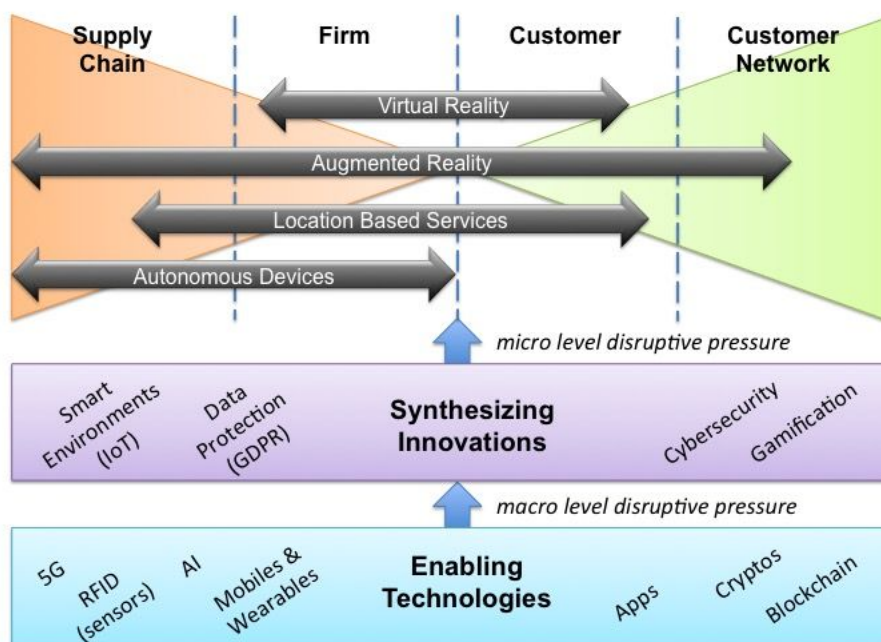 Supply
Chain
Firm
Customer
Customer
Network
Virtual Reality
Augmented Reality
Location Based Services
Autonomous Devices
micro level disruptive pressure
Smart
Environments
(IoT)
Data
Protection
(GDPR)
Synthesizing
Innovations
Cybersecurity
Gamification
macro level disruptive pressure
5G
RFID
(sensors)
AI
Mobiles &
Wearables
Enabling
Technologies
Apps
Cryptos
Blockchain